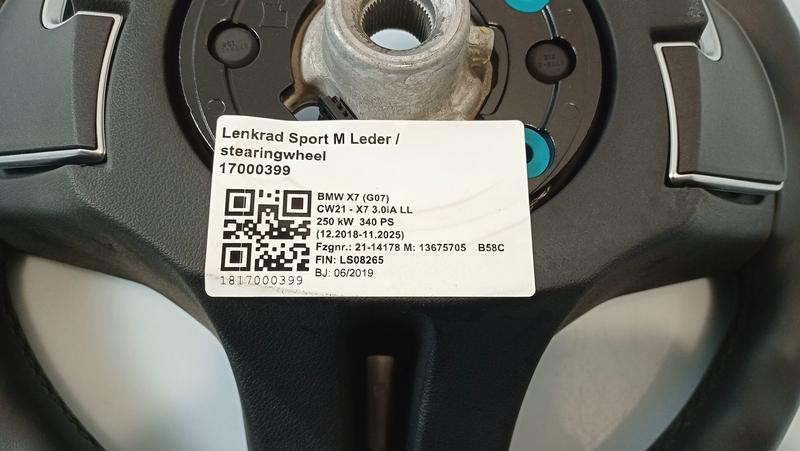 Lenkrad Sport M Leder /
stearingwheel
17000399
BMW X7 (G07)
CW21 - X7 3.0iA LL
250 kW 340 PS
(12.2018-11.2025)
Fzgnr.: 21-14178 M: 13675705 B58C
FIN: LS08265
BJ: 06/2019
1817000399